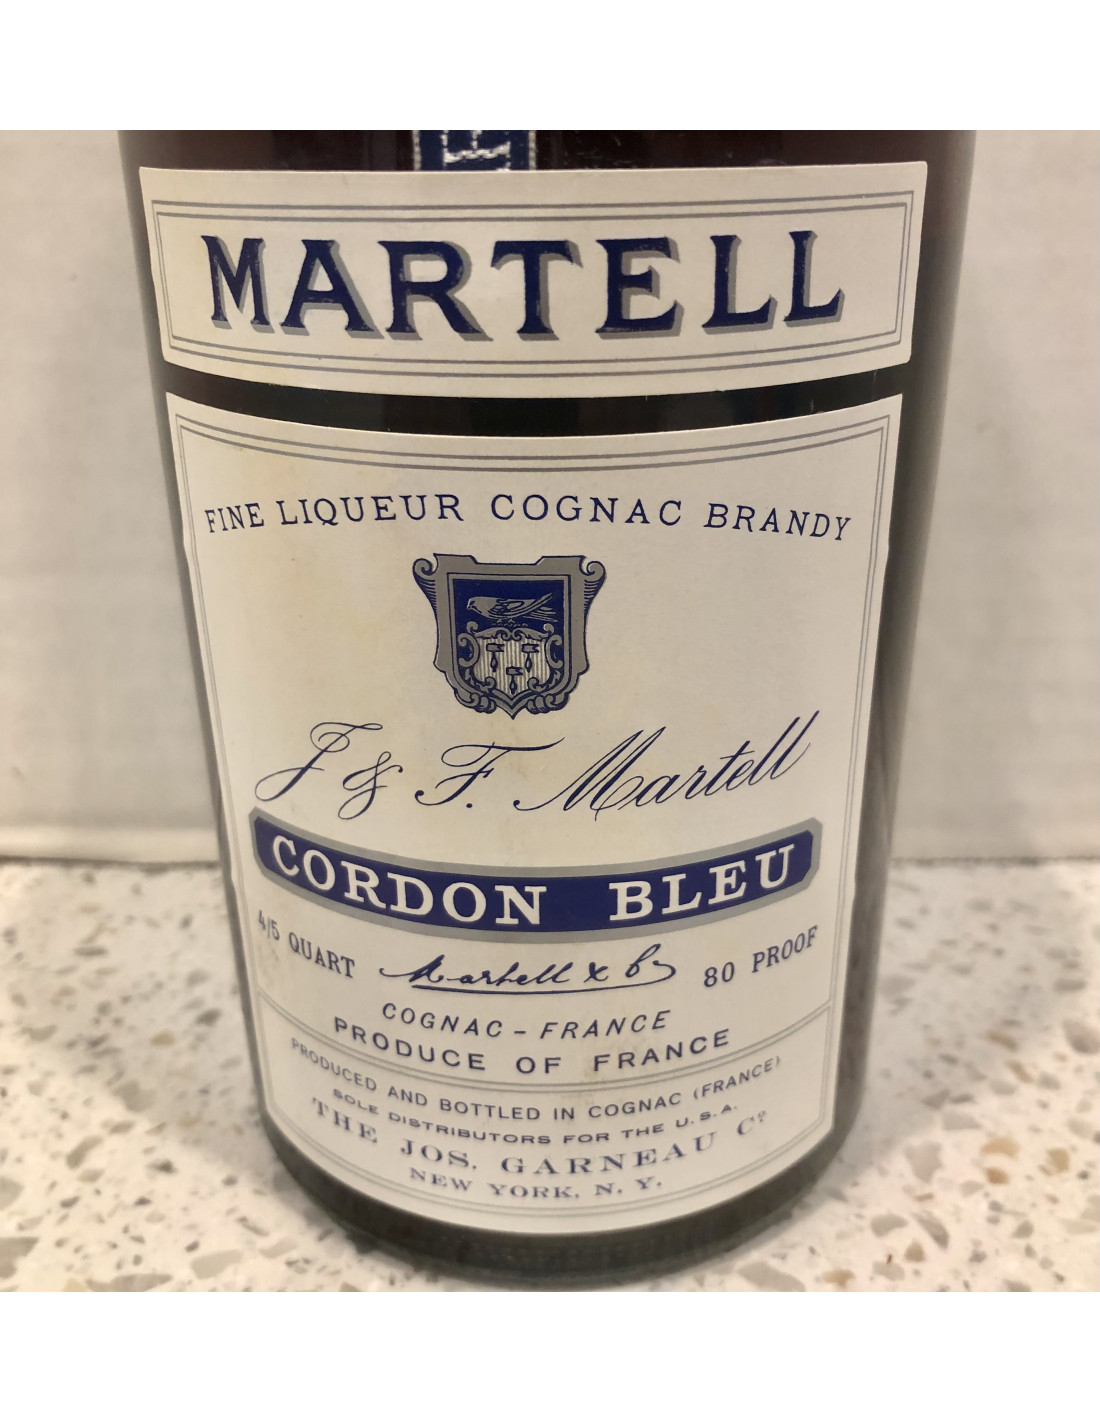 MARTELL
FINE LIQUEUR COGNAC BRANDY
J & F. Martell
CORDON BLEU
4/5 QUART Martell & Co 80 PROOF
COGNAC – FRANCE
PRODUCE OF FRANCE
PRODUCED AND BOTTLED IN COGNAC (FRANCE)
SOLE DISTRIBUTORS FOR THE U.S.A.
THE JOS. GARNEAU Cº
NEW YORK, N. Y.